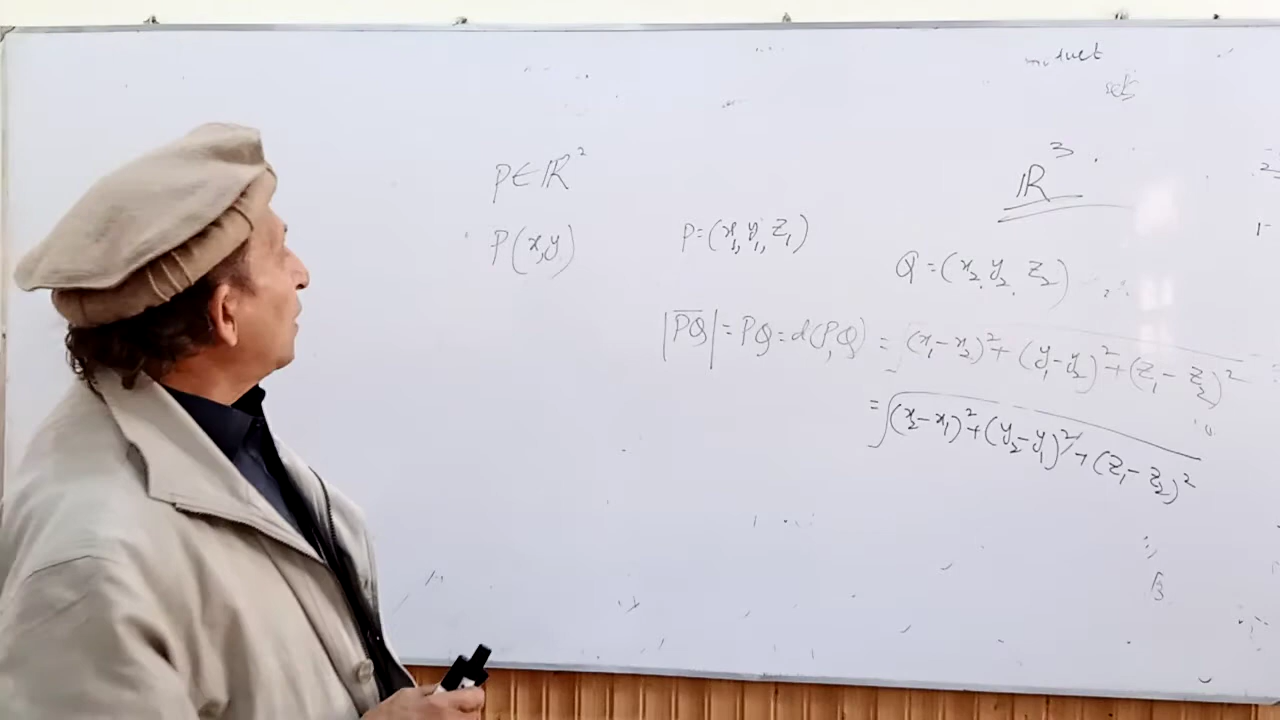 sets
ℝ³
P∈ℝ²
P(x,y)
P=(x₁,y₁,z₁)
Q=(x₂,y₂,z₂)
|P̅Q̅|=PQ=d(P,Q)=√(x₁-x₂)²+(y₁-y₂)²+(z₁-z₂)²
=√(x₂-x₁)²+(y₂-y₁)²+(z₁-z₂)²